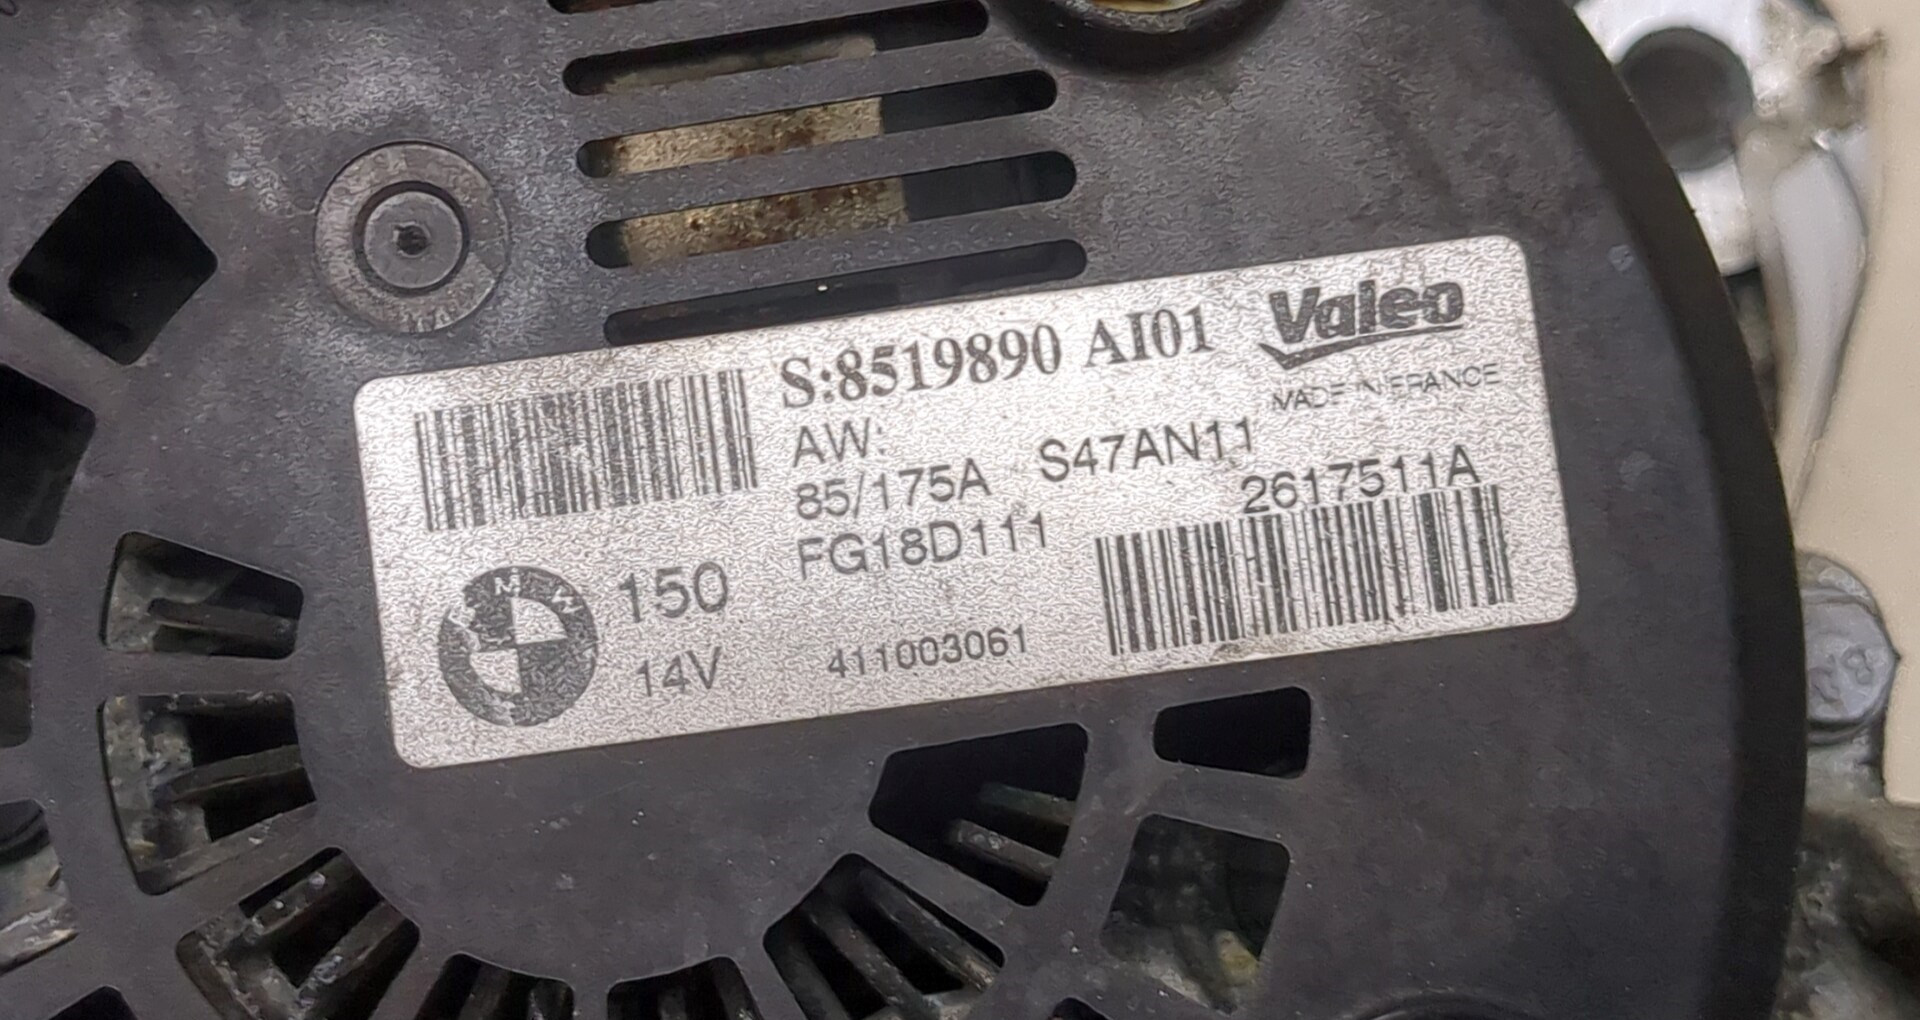 S:8519890 AI01
Valeo
MADE IN FRANCE
AW:
85/175A S47AN11
FG18D111
2617511A
BMW
150
14V
411003061